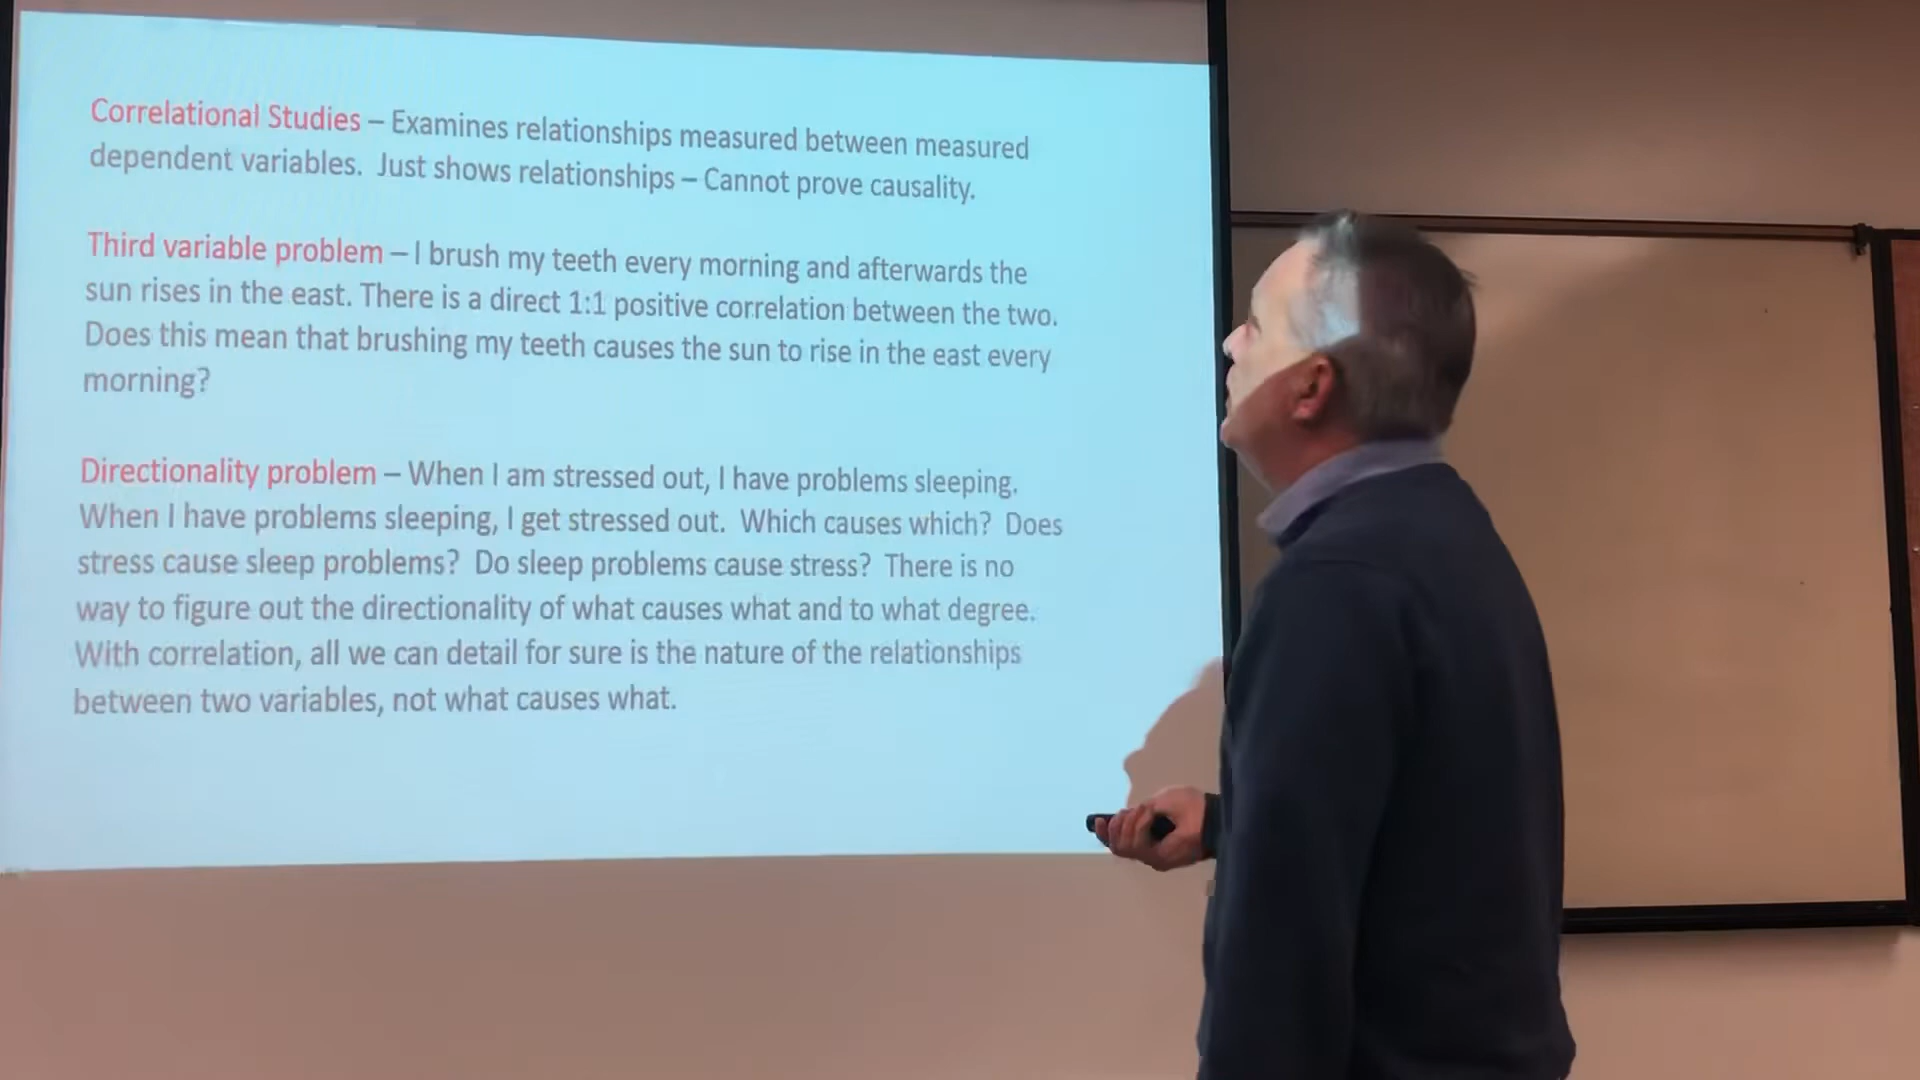 Correlational Studies – Examines relationships measured between measured
dependent variables. Just shows relationships – Cannot prove causality.
Third variable problem – I brush my teeth every morning and afterwards the
sun rises in the east. There is a direct 1:1 positive correlation between the two.
Does this mean that brushing my teeth causes the sun to rise in the east every
morning?
Directionality problem – When I am stressed out, I have problems sleeping.
When I have problems sleeping, I get stressed out. Which causes which? Does
stress cause sleep problems? Do sleep problems cause stress? There is no
way to figure out the directionality of what causes what and to what degree.
With correlation, all we can detail for sure is the nature of the relationships
between two variables, not what causes what.